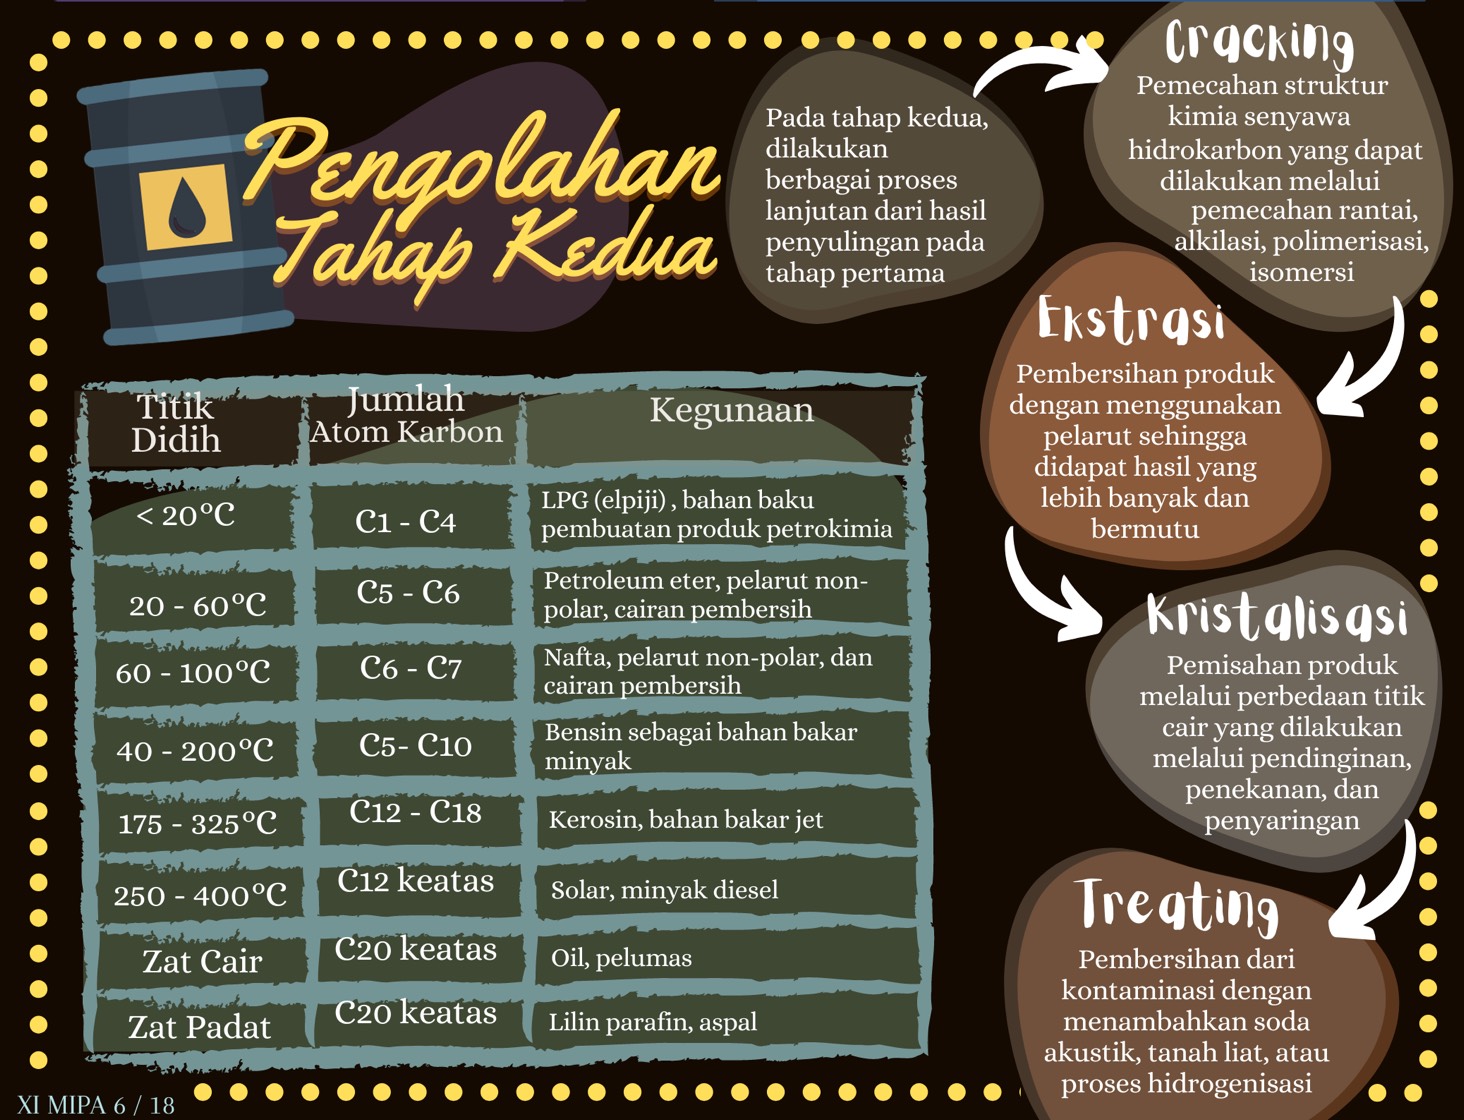 Pengolahan
Tahap Kedua
Pada tahap kedua,
dilakukan
berbagai proses
lanjutan dari hasil
penyulingan pada
tahap pertama
Cracking
Pemecahan struktur
kimia senyawa
hidrokarbon yang dapat
dilakukan melalui
pemecahan rantai,
alkilasi, polimerisasi,
isomersi
Ekstrasi
Pembersihan produk
dengan menggunakan
pelarut sehingga
didapat hasil yang
lebih banyak dan
bermutu
Kristalisasi
Pemisahan produk
melalui perbedaan titik
cair yang dilakukan
melalui pendinginan,
penekanan, dan
penyaringan
Treating
Pembersihan dari
kontaminasi dengan
menambahkan soda
akustik, tanah liat, atau
proses hidrogenisasi
Titik
Didih
Jumlah
Atom Karbon
Kegunaan
< 20°C
C1 - C4
LPG (elpiji) , bahan baku
pembuatan produk petrokimia
20 - 60°C
C5 - C6
Petroleum eter, pelarut non-
polar, cairan pembersih
60 - 100°C
C6 - C7
Nafta, pelarut non-polar, dan
cairan pembersih
40 - 200°C
C5- C10
Bensin sebagai bahan bakar
minyak
175 - 325°C
C12 - C18
Kerosin, bahan bakar jet
250 - 400°C
C12 keatas
Solar, minyak diesel
Zat Cair
C20 keatas
Oil, pelumas
Zat Padat
C20 keatas
Lilin parafin, aspal
XI MIPA 6 / 18